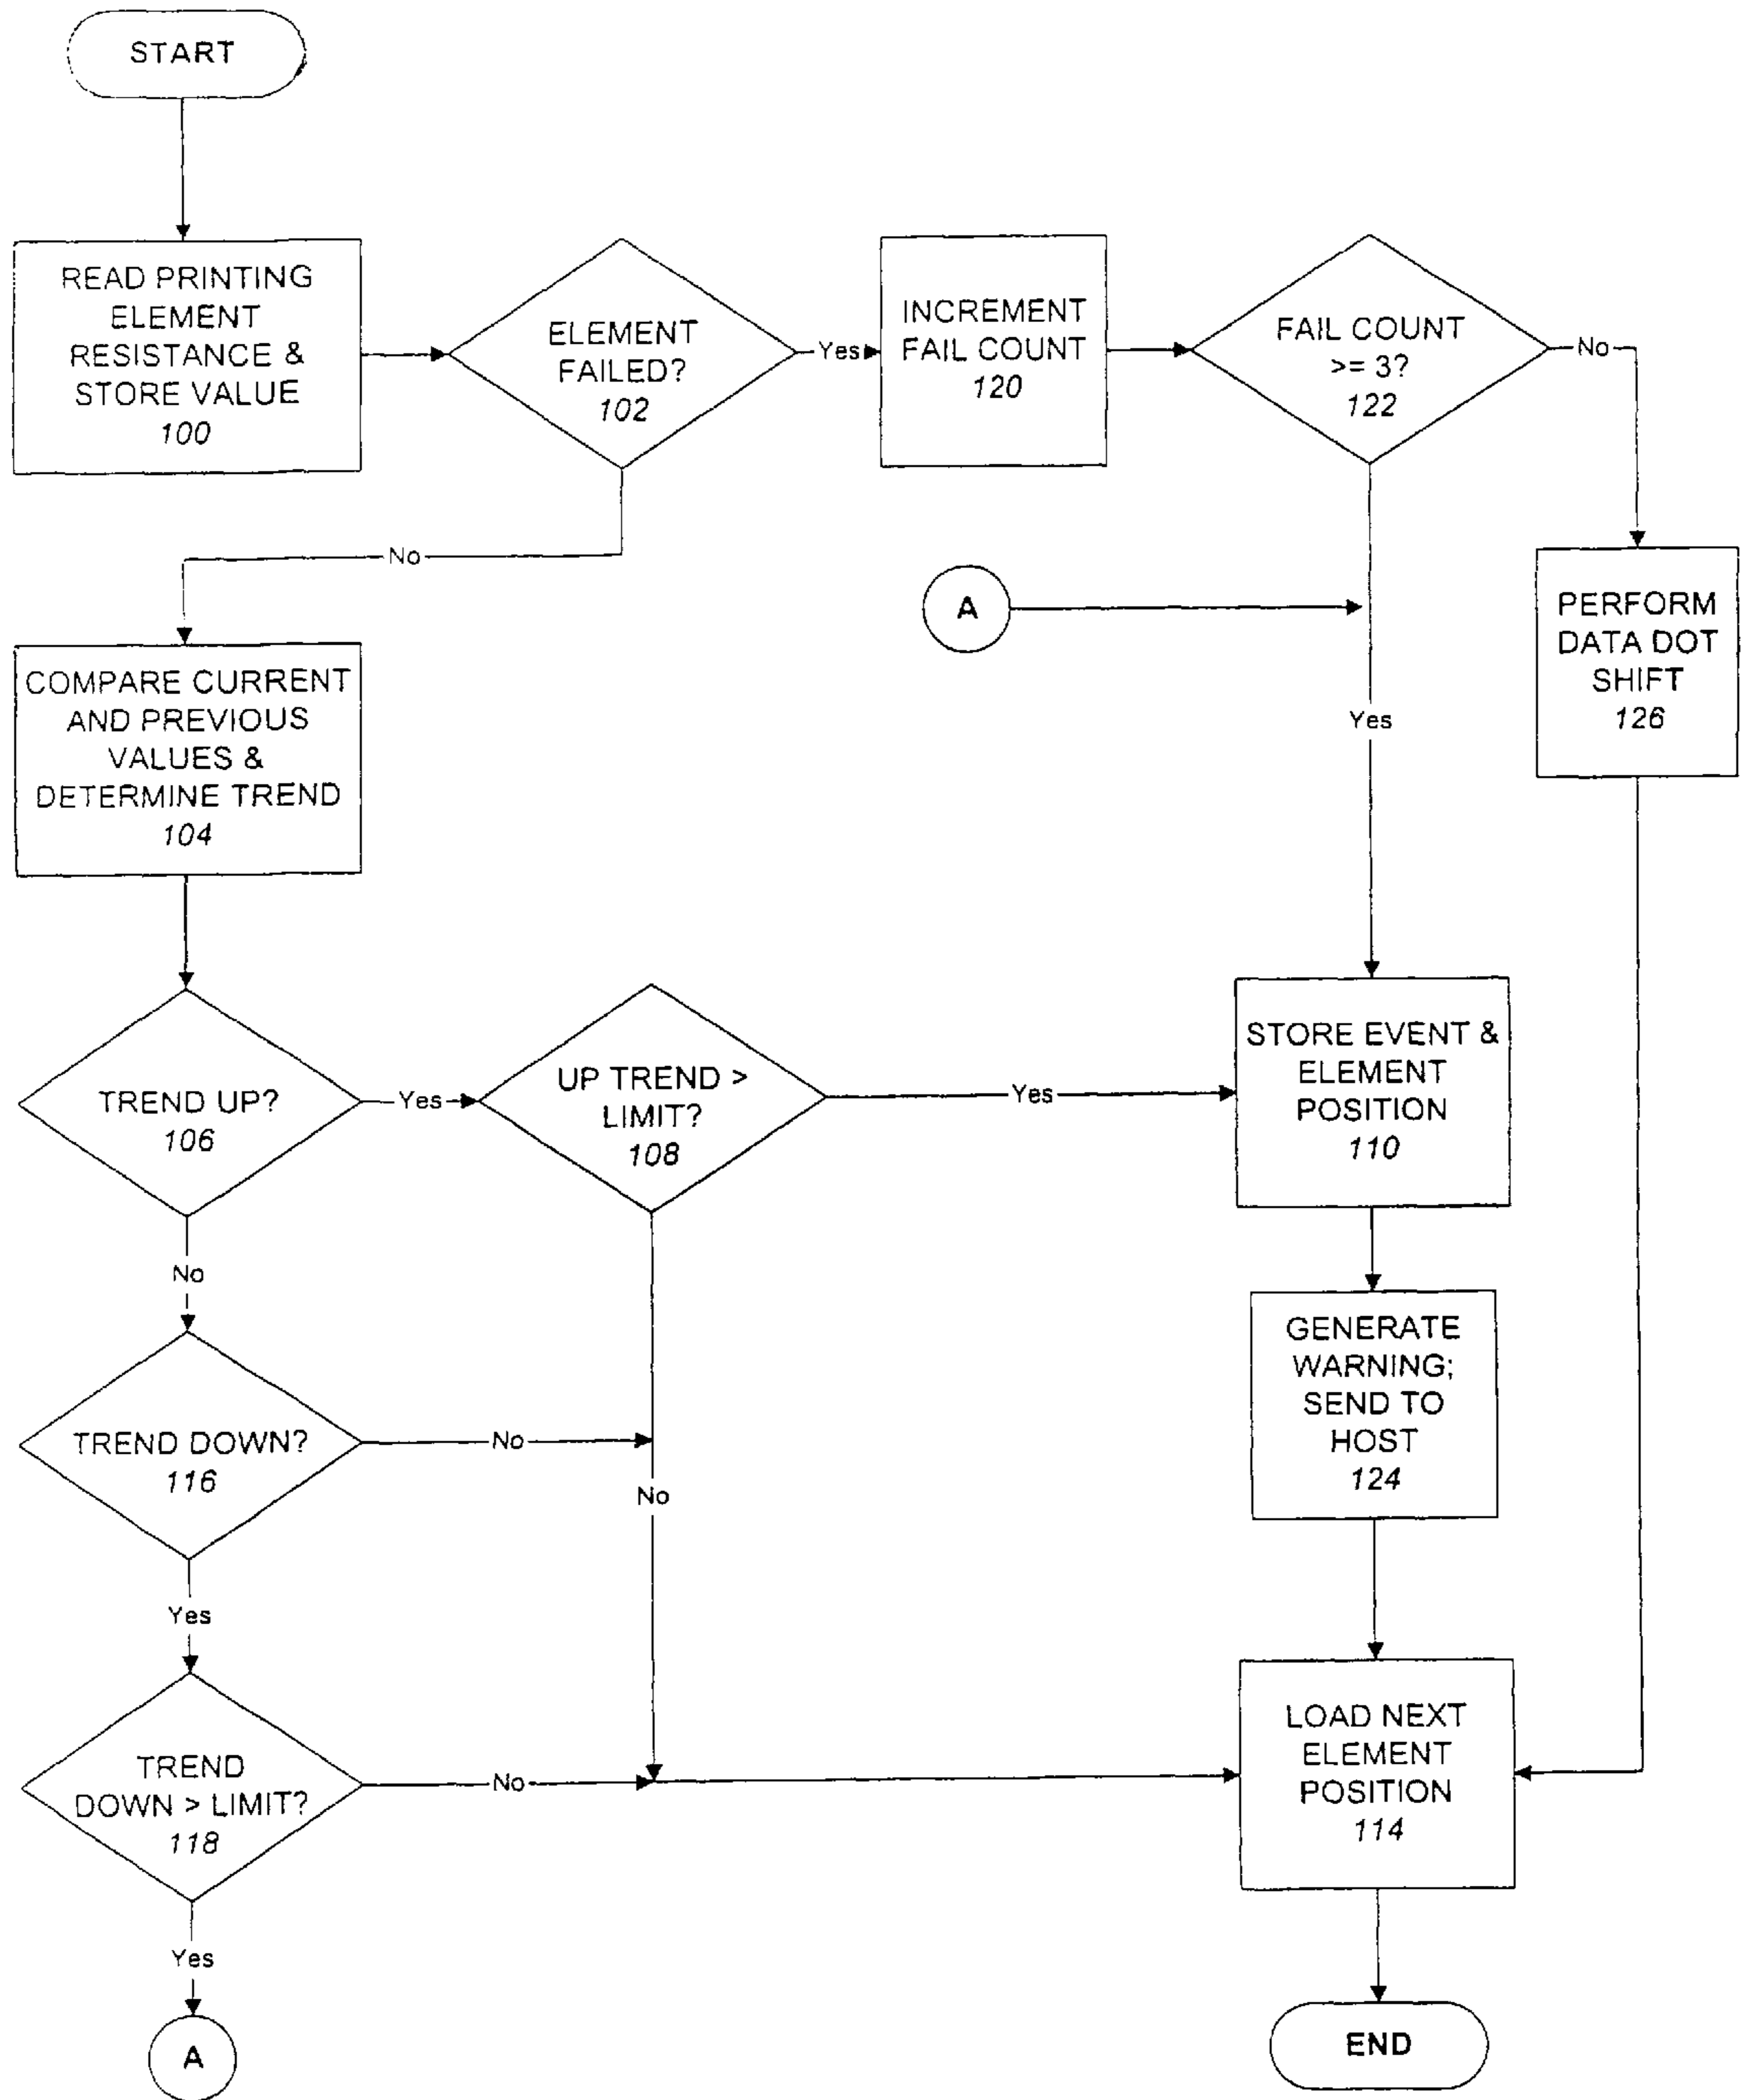 START
READ PRINTING
ELEMENT
RESISTANCE &
STORE VALUE
100
ELEMENT
FAILED?
102
Yes
INCREMENT
FAIL COUNT
120
FAIL COUNT
>= 3?
122
No
No
A
PERFORM
DATA DOT
SHIFT
126
COMPARE CURRENT
AND PREVIOUS
VALUES &
DETERMINE TREND
104
Yes
TREND UP?
106
Yes
UP TREND >
LIMIT?
108
Yes
STORE EVENT &
ELEMENT
POSITION
110
No
GENERATE
WARNING;
SEND TO
HOST
124
TREND DOWN?
116
No
No
Yes
TREND
DOWN > LIMIT?
118
No
LOAD NEXT
ELEMENT
POSITION
114
Yes
A
END